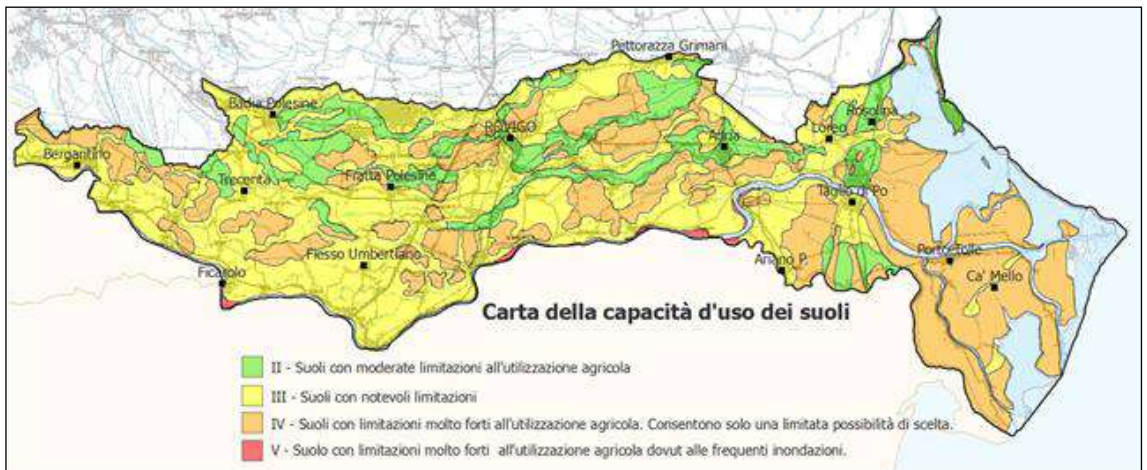 Pettorazza Grimani
Badia Polesine
ROVIGO
Adria
Rosolina
Loreo
Bergantino
Trecenta
Fratta Polesine
Taglio di Po
Fiesso Umbertiano
Ficarolo
Ariano P.
Porto Tolle
Ca' Mello
Carta della capacità d'uso dei suoli
II - Suoli con moderate limitazioni all'utilizzazione agricola
III - Suoli con notevoli limitazioni
IV - Suoli con limitazioni molto forti all'utilizzazione agricola. Consentono solo una limitata possibilità di scelta.
V - Suolo con limitazioni molto forti all'utilizzazione agricola dovut alle frequenti inondazioni.